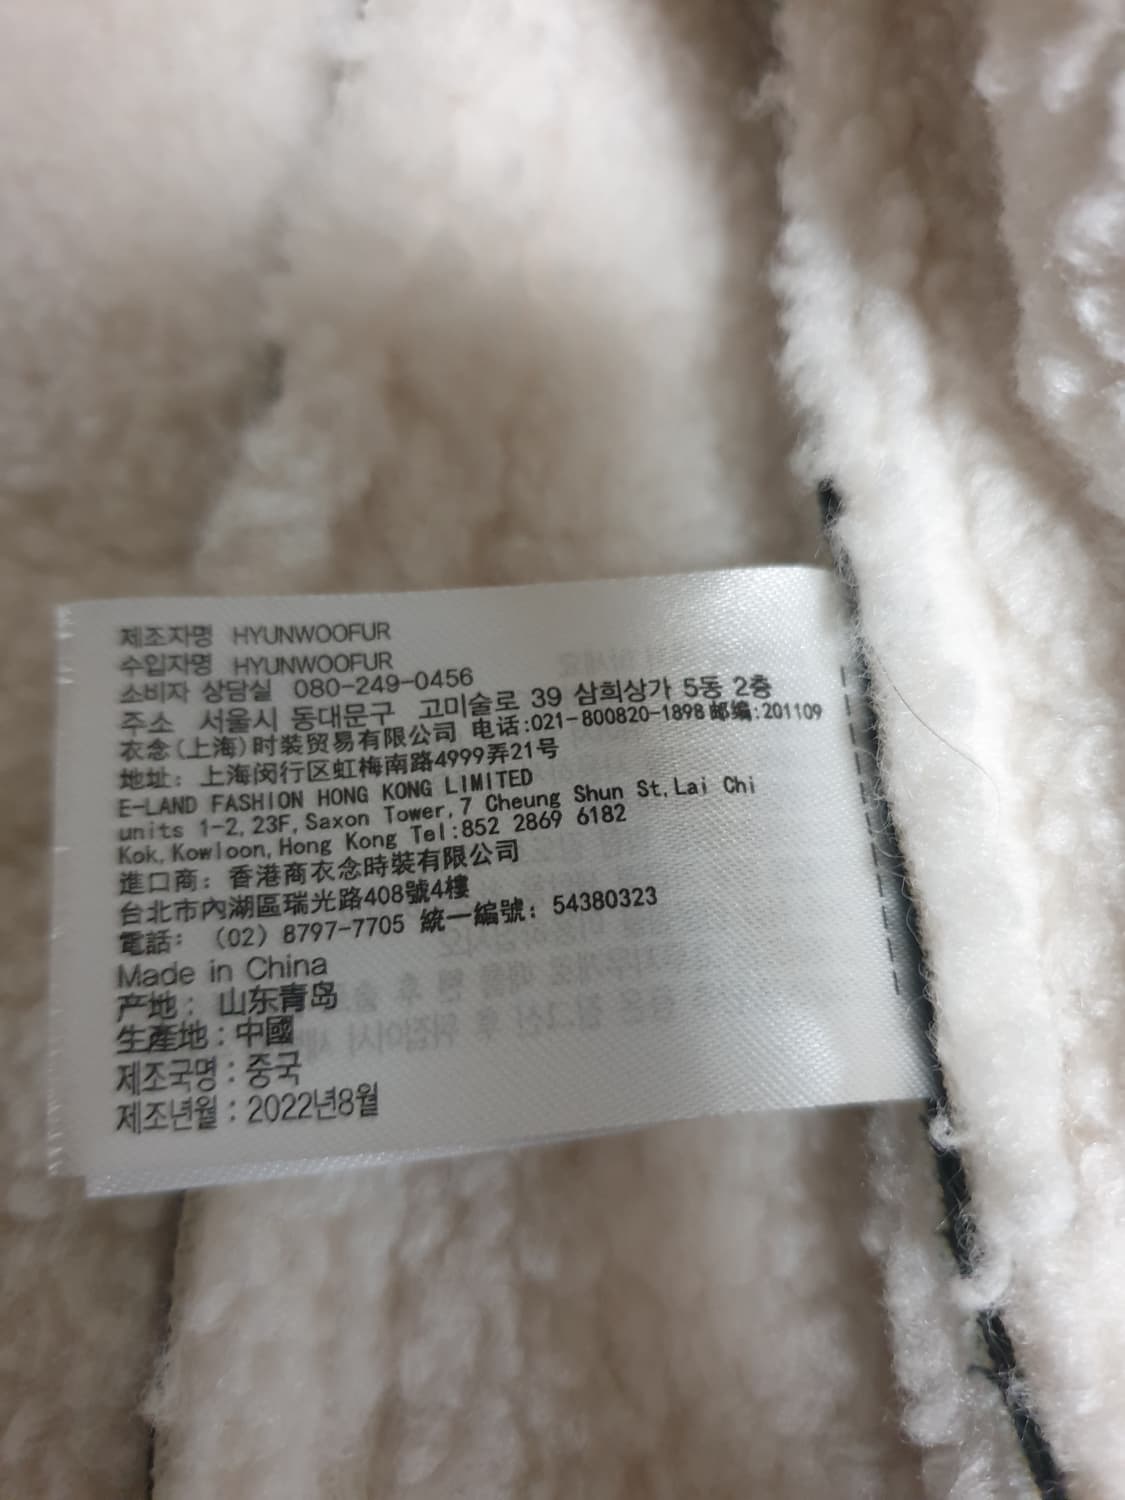 제조자명 HYUNWOOFUR
수입자명 HYUNWOOFUR
소비자 상담실 080-249-0456
주소 서울시 동대문구 고미술로 39 삼희상가 5동 2층
衣念(上海)时装贸易有限公司 电话:021-800820-1898 邮编:201109
地址: 上海闵行区虹梅南路4999弄21号
E-LAND FASHION HONG KONG LIMITED
units 1-2,23F,Saxon Tower,7 Cheung Shun St,Lai Chi
Kok,Kowloon,Hong Kong Tel:852 2869 6182
進口商: 香港商衣念時裝有限公司
台北市內湖區瑞光路408號4樓
電話: (02) 8797-7705 統一編號: 54380323
Made in China
产地: 山东青岛
生產地:中國
제조국명:중국
제조년월:2022년8월